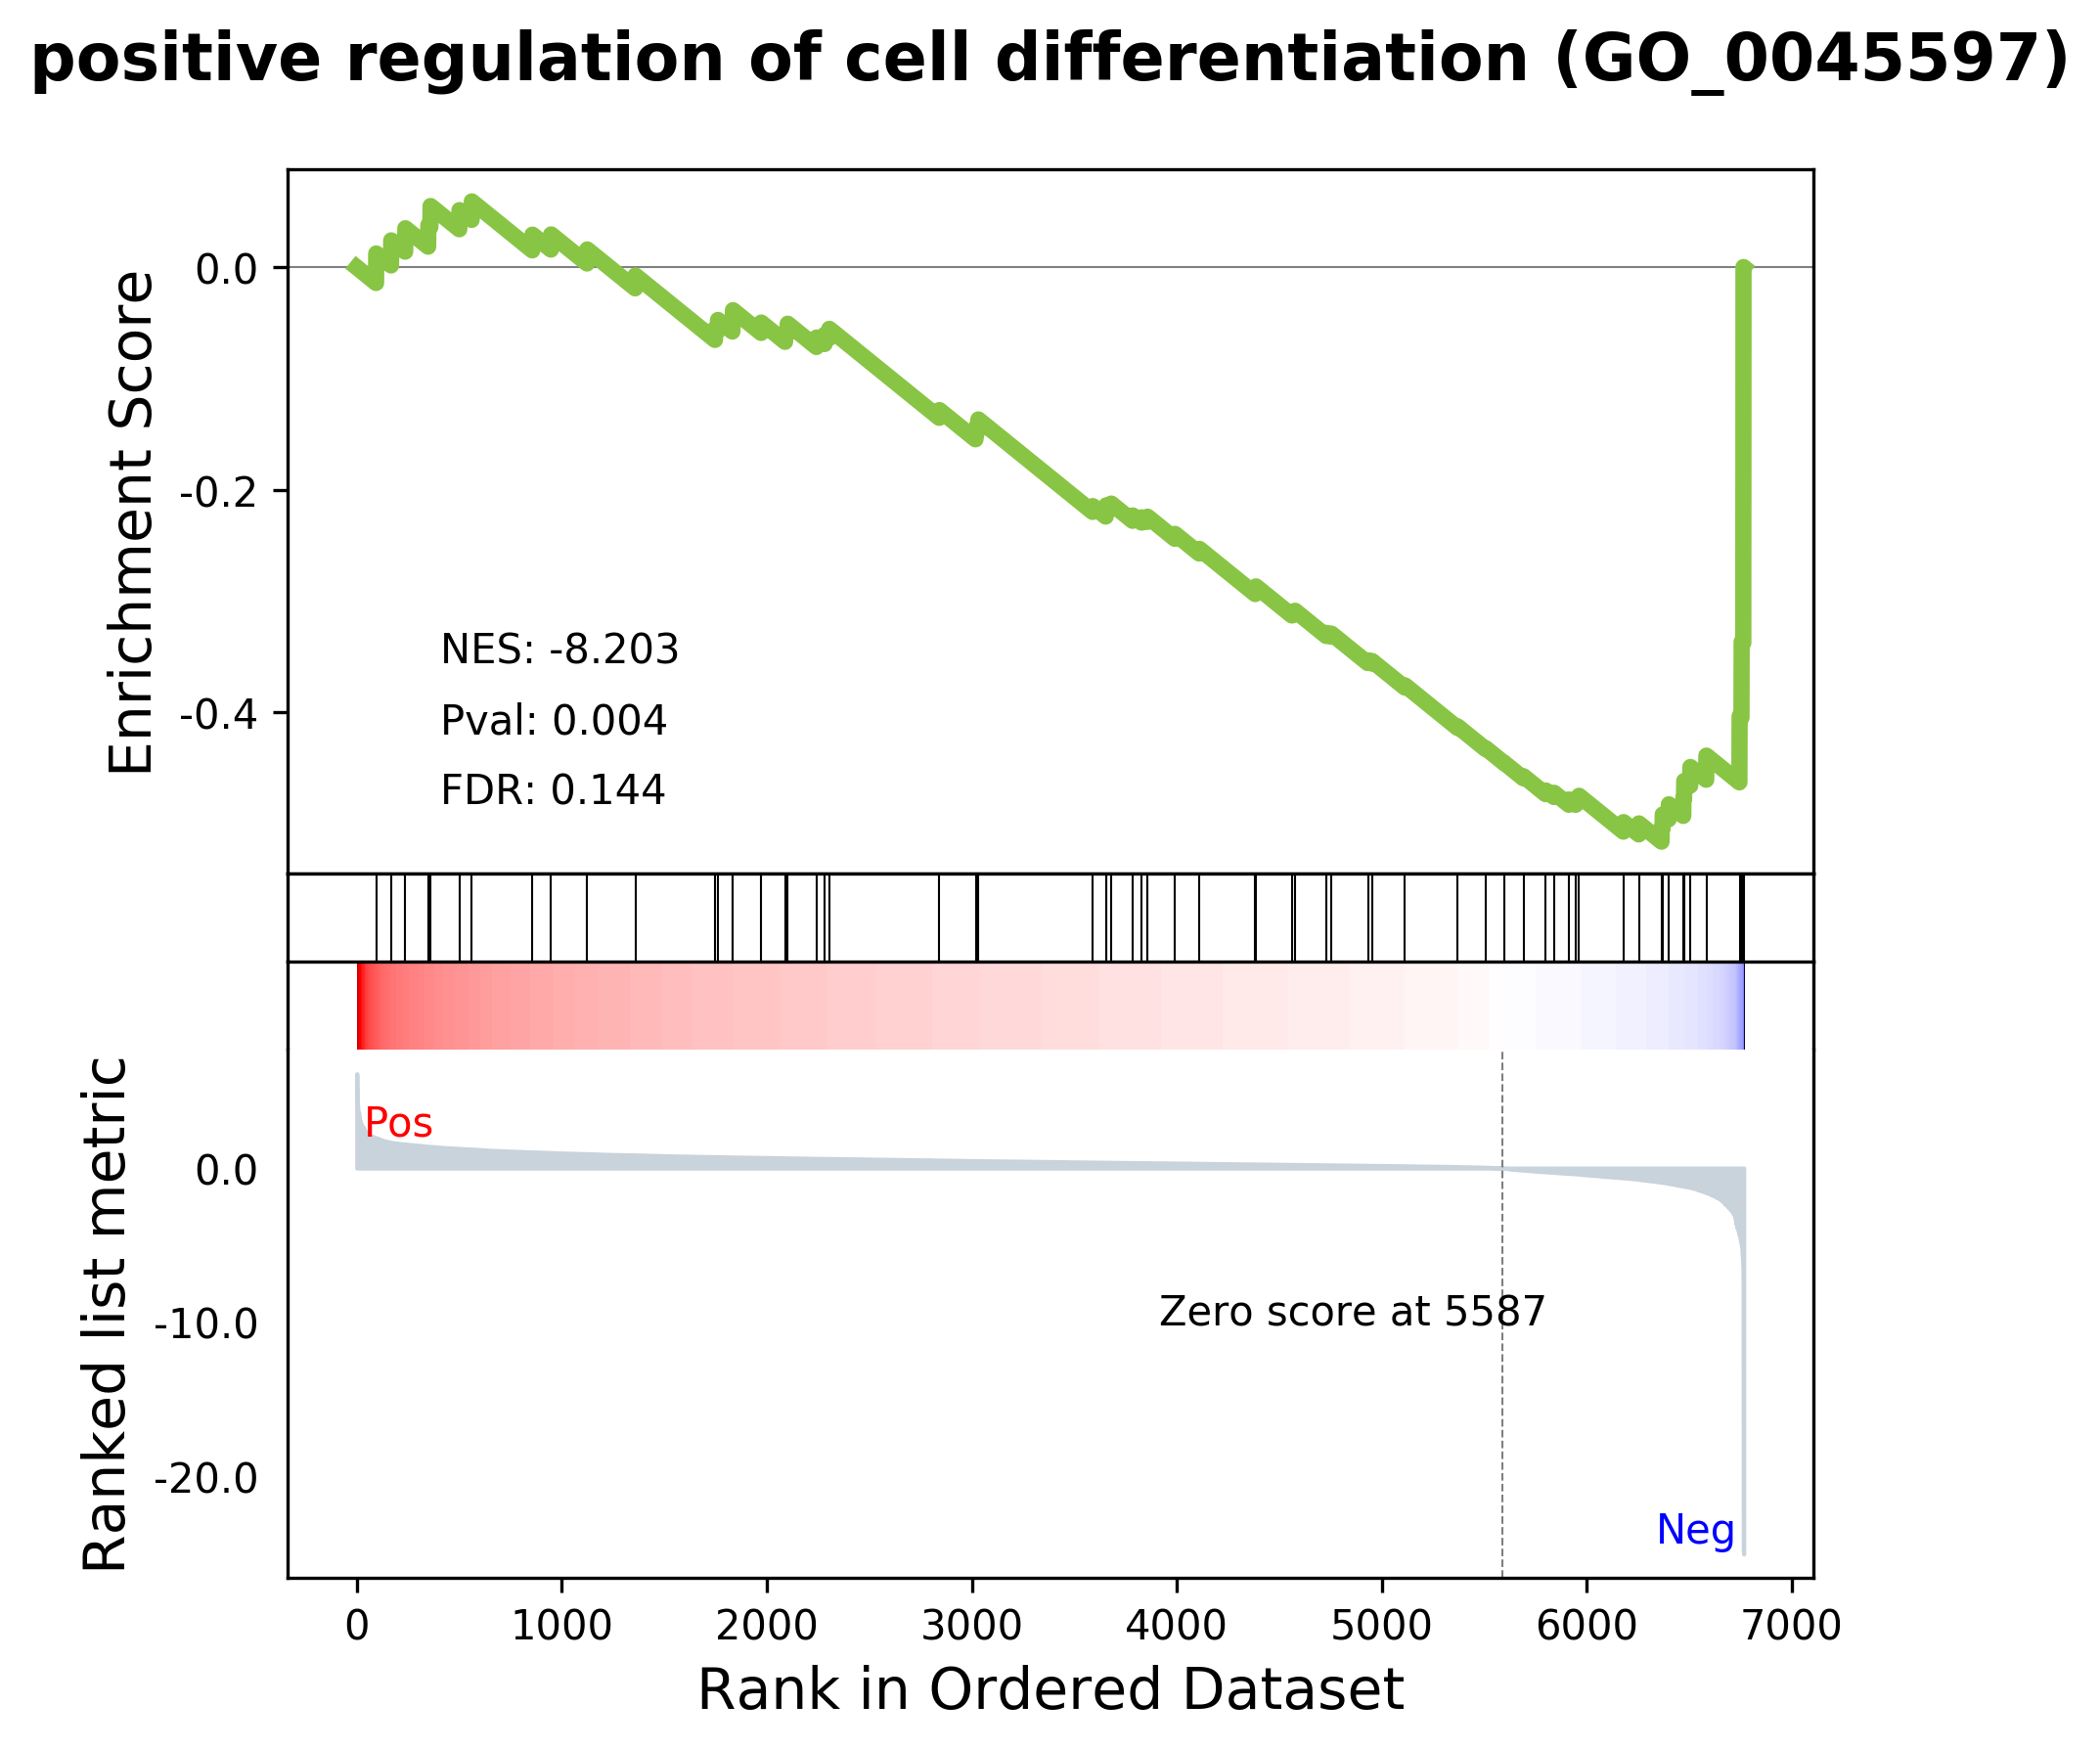 positive regulation of cell differentiation (GO_0045597)
Enrichment Score
0.0
-0.2
-0.4
NES: -8.203
Pval: 0.004
FDR: 0.144
Ranked list metric
Pos
0.0
-10.0
-20.0
Zero score at 5587
Neg
0 1000 2000 3000 4000 5000 6000 7000
Rank in Ordered Dataset